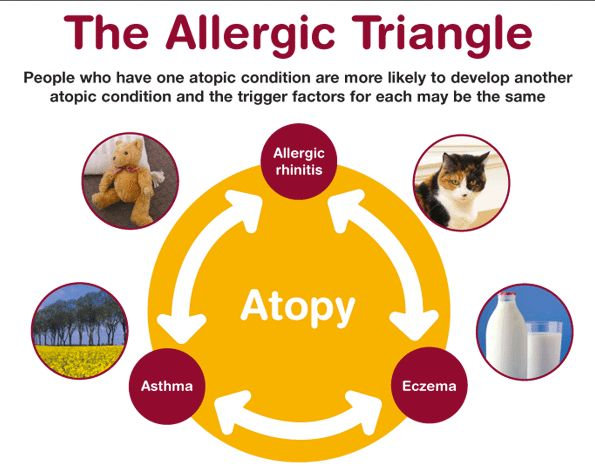 The Allergic Triangle
People who have one atopic condition are more likely to develop another
atopic condition and the trigger factors for each may be the same
Allergic
rhinitis
Atopy
Asthma
Eczema